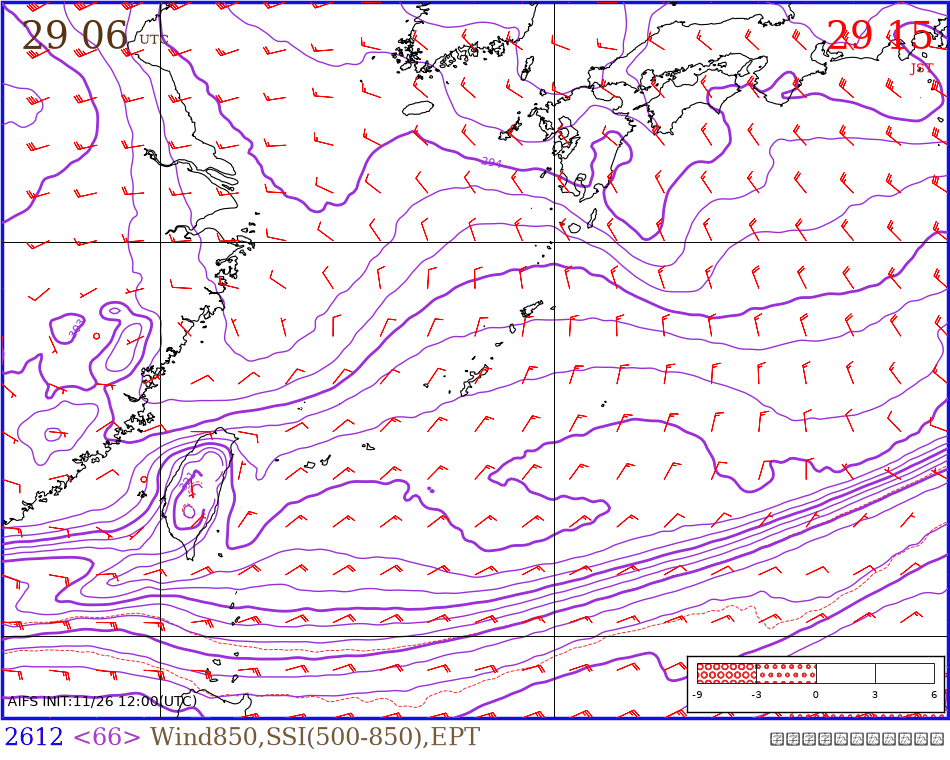 29 06 UTC
29 15
JST
294
303
AIFS INIT:11/26 12:00(UTC)
-9 -3 0 3 6
2612 <66> Wind850,SSI(500-850),EPT